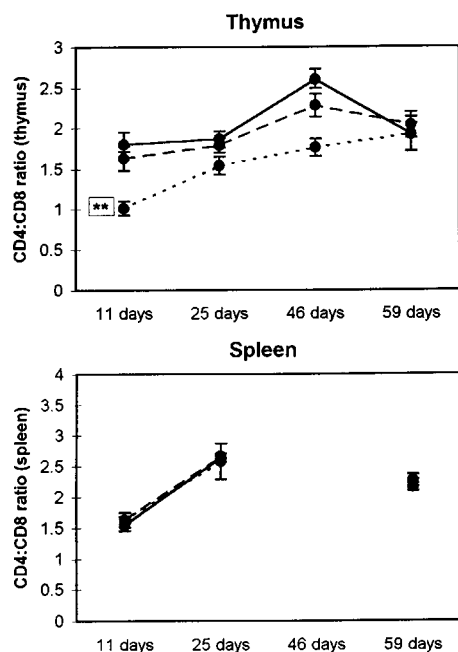 Thymus
CD4:CD8 ratio (thymus)
3
2.5
2
1.5
1
0.5
0
**
11 days 25 days 46 days 59 days
Spleen
CD4:CD8 ratio (spleen)
4
3.5
3
2.5
2
1.5
1
0.5
0
11 days 25 days 46 days 59 days